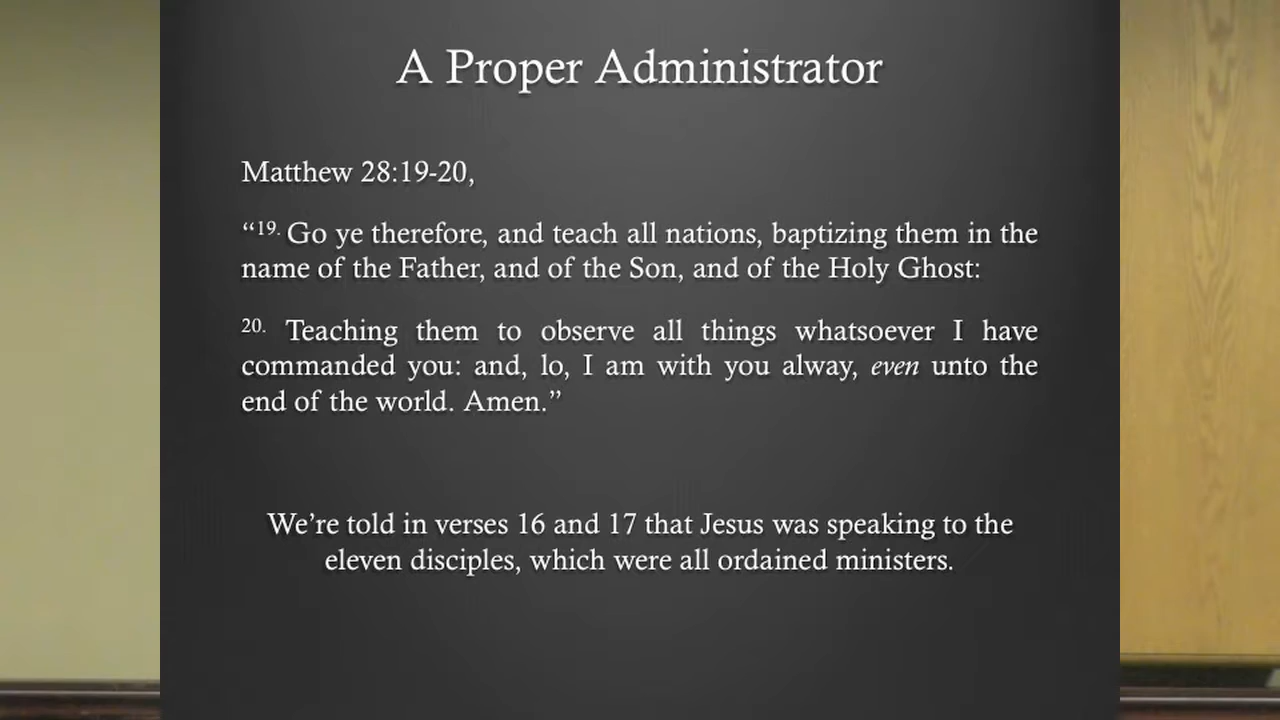 A Proper Administrator
Matthew 28:19-20,
“19. Go ye therefore, and teach all nations, baptizing them in the
name of the Father, and of the Son, and of the Holy Ghost:
20. Teaching them to observe all things whatsoever I have
commanded you: and, lo, I am with you alway, even unto the
end of the world. Amen.”
We’re told in verses 16 and 17 that Jesus was speaking to the
eleven disciples, which were all ordained ministers.